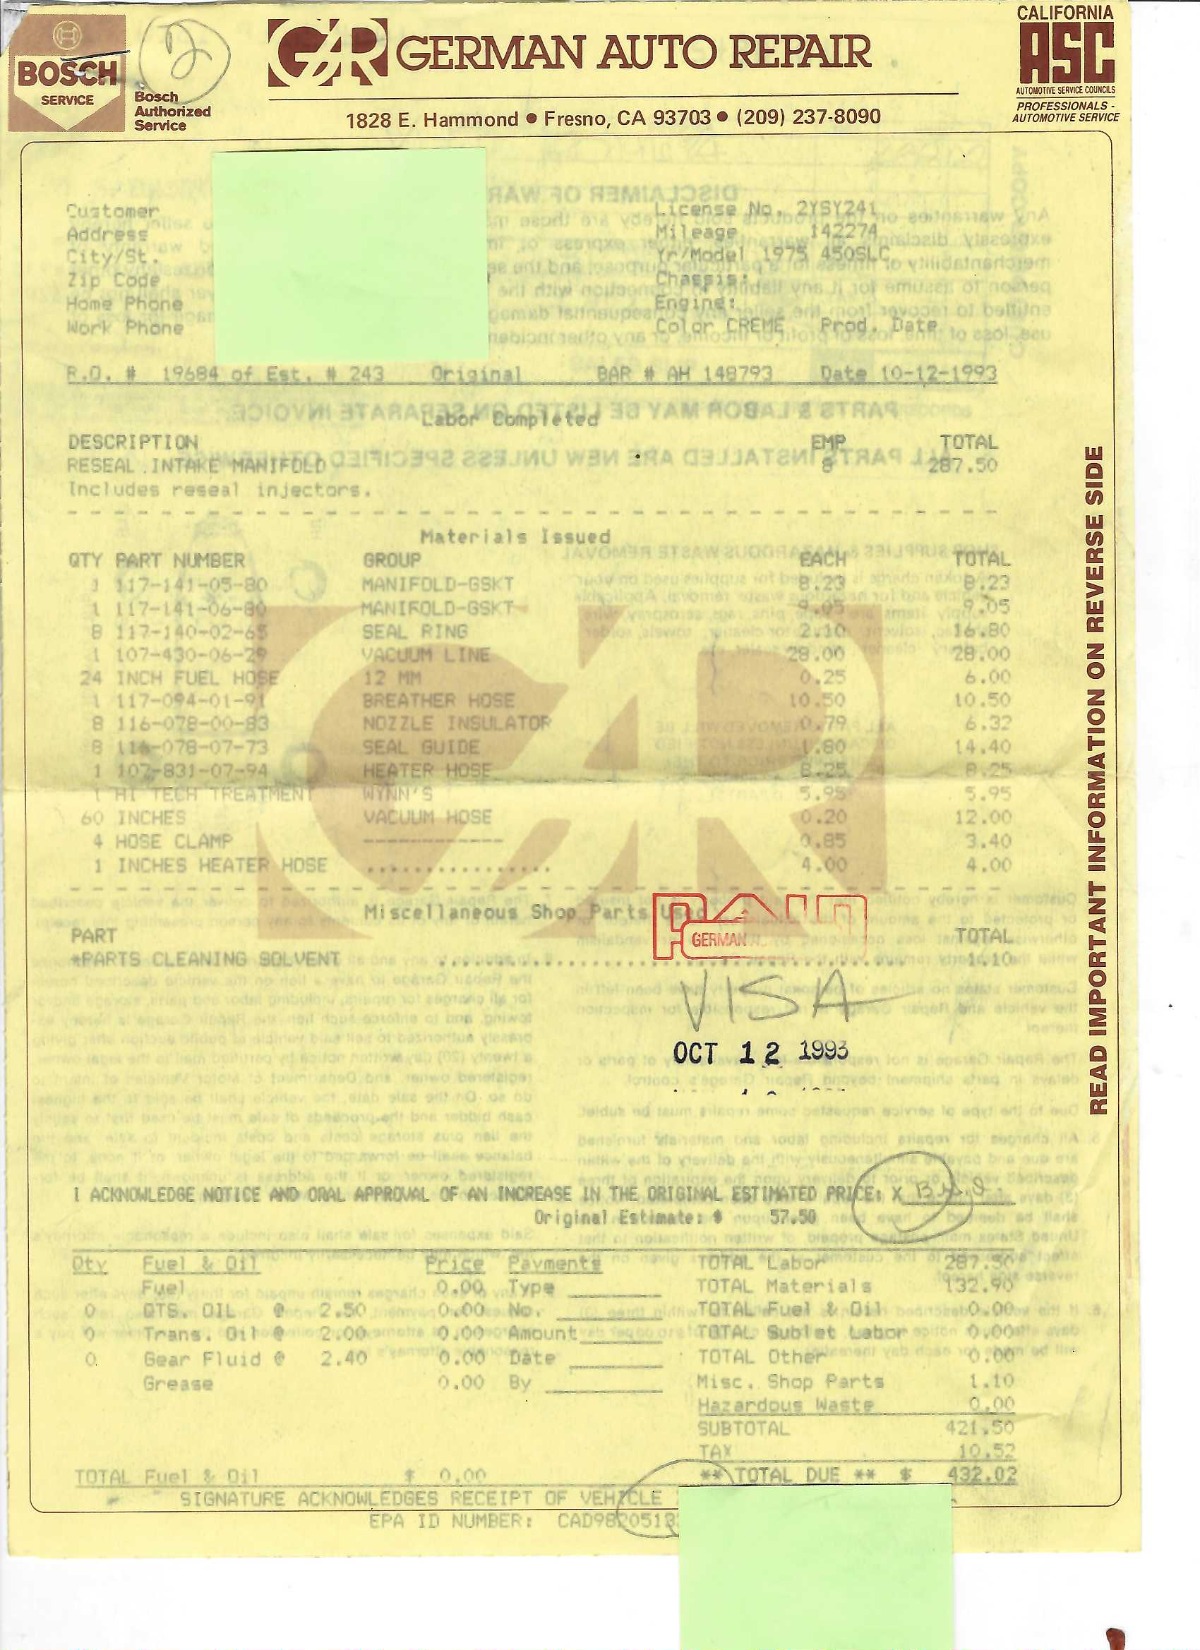 BOSCH
SERVICE
Bosch
Authorized
Service
GAR GERMAN AUTO REPAIR
1828 E. Hammond ● Fresno, CA 93703 ● (209) 237-8090
CALIFORNIA
ASC
AUTOMOTIVE SERVICE COUNCILS
PROFESSIONALS -
AUTOMOTIVE SERVICE
Customer License No. 2YSY241
Address Mileage 142274
City/St. Yr/Model 1975 450SLC
Zip Code Chassis:
Home Phone Engine:
Work Phone Color CREME Prod. Date
R.O. # 19684 of Est. # 243 Original BAR # AH 148793 Date 10-12-1993
Labor Completed
DESCRIPTION EMP TOTAL
RESEAL .INTAKE MANIFOLD 8 287.50
Includes reseal injectors.
Materials Issued
QTY PART NUMBER GROUP EACH TOTAL
1 117-141-05-80 MANIFOLD-GSKT 8.23 8.23
1 117-141-06-80 MANIFOLD-GSKT 9.05 9.05
8 117-140-02-65 SEAL RING 2.10 16.80
1 107-430-06-29 VACUUM LINE 28.00 28.00
24 INCH FUEL HOSE 12 MM 0.25 6.00
1 117-094-01-91 BREATHER HOSE 10.50 10.50
8 116-078-00-83 NOZZLE INSULATOR 0.79 6.32
8 116-078-07-73 SEAL GUIDE 1.80 14.40
1 107-831-07-94 HEATER HOSE 8.25 8.25
1 HI TECH TREATMENT WYNN'S 5.95 5.95
60 INCHES VACUUM HOSE 0.20 12.00
4 HOSE CLAMP ------------ 0.85 3.40
1 INCHES HEATER HOSE ................ 4.00 4.00
Miscellaneous Shop Parts Used
PART TOTAL
*PARTS CLEANING SOLVENT 1.10
PAID
GERMAN
VISA
OCT 12 1993
I ACKNOWLEDGE NOTICE AND ORAL APPROVAL OF AN INCREASE IN THE ORIGINAL ESTIMATED PRICE: X
Original Estimate: $ 57.50
Qty Fuel & Oil Price Payments TOTAL Labor 287.50
Fuel 0.00 Type TOTAL Materials 132.90
0 QTS. OIL @ 2.50 0.00 No. TOTAL Fuel & Oil 0.00
0 Trans. Oil @ 2.00 0.00 Amount TOTAL Sublet Labor 0.00
0 Gear Fluid @ 2.40 0.00 Date TOTAL Other 0.00
Grease 0.00 By Misc. Shop Parts 1.10
Hazardous Waste 0.00
SUBTOTAL 421.50
TAX 10.52
TOTAL Fuel & Oil $ 0.00 ** TOTAL DUE ** $ 432.02
SIGNATURE ACKNOWLEDGES RECEIPT OF VEHICLE
EPA ID NUMBER:
READ IMPORTANT INFORMATION ON REVERSE SIDE